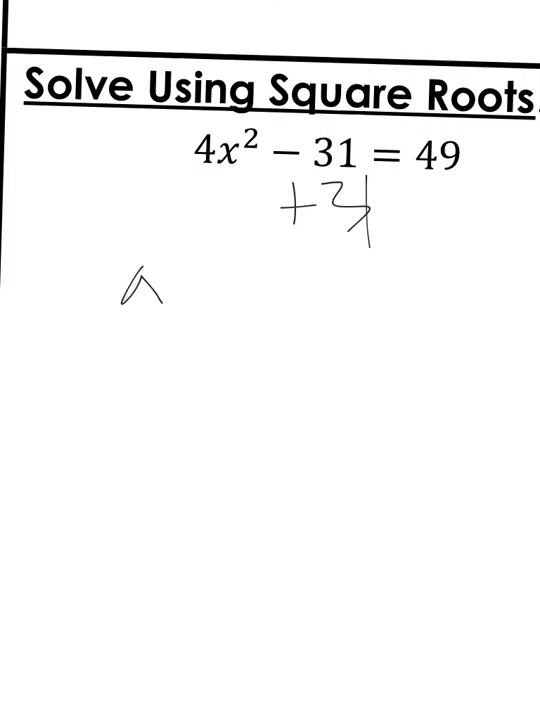 Solve Using Square Roots.
4x² − 31 = 49
+31